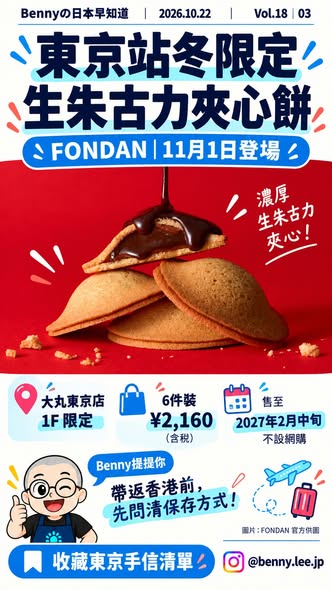 Bennyの日本早知道 | 2026.10.22 | Vol.18 | 03
東京站冬限定
生朱古力夾心餅
FONDAN | 11月1日登場
濃厚
生朱古力
夾心！
大丸東京店
1F 限定
6件裝
¥2,160
(含税)
售至
2027年2月中旬
不設網購
Benny提提你
帶返香港前，
先問清保存方式！
圖片：FONDAN 官方供圖
收藏東京手信清單
@benny.lee.jp